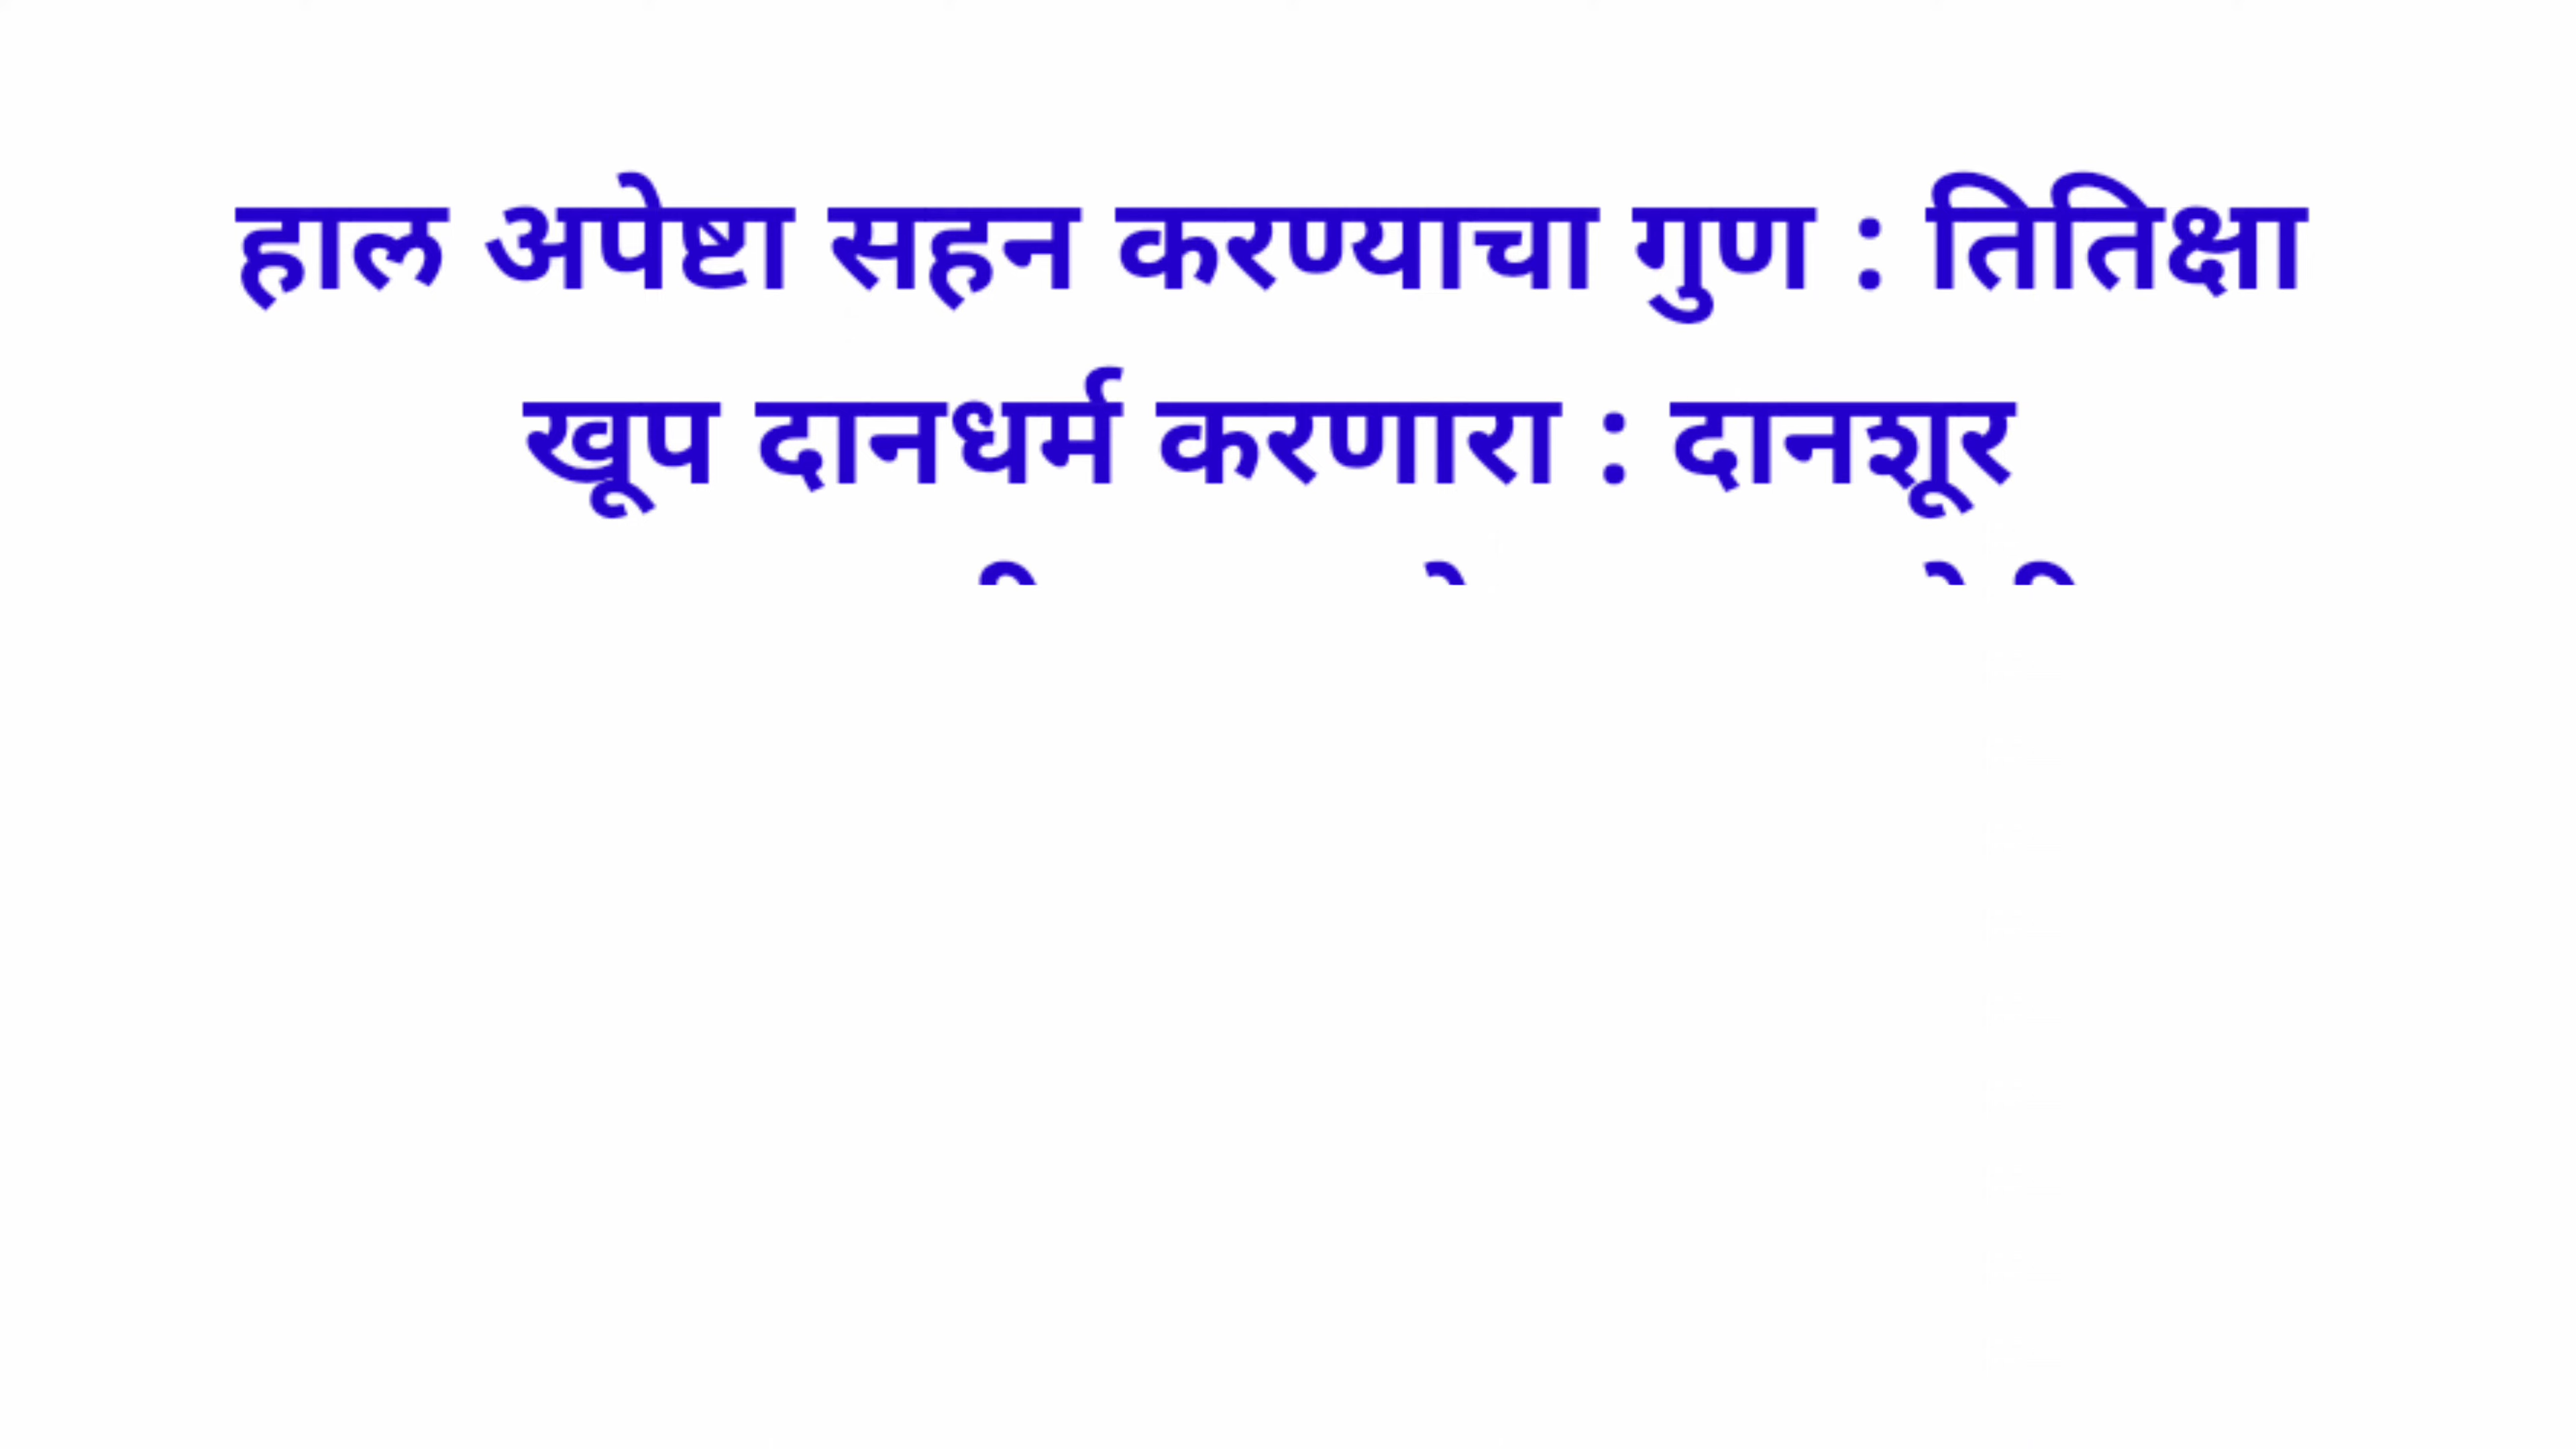 हाल अपेष्टा सहन करण्याचा गुण : तितिक्षा
खूप दानधर्म करणारा : दानशूर